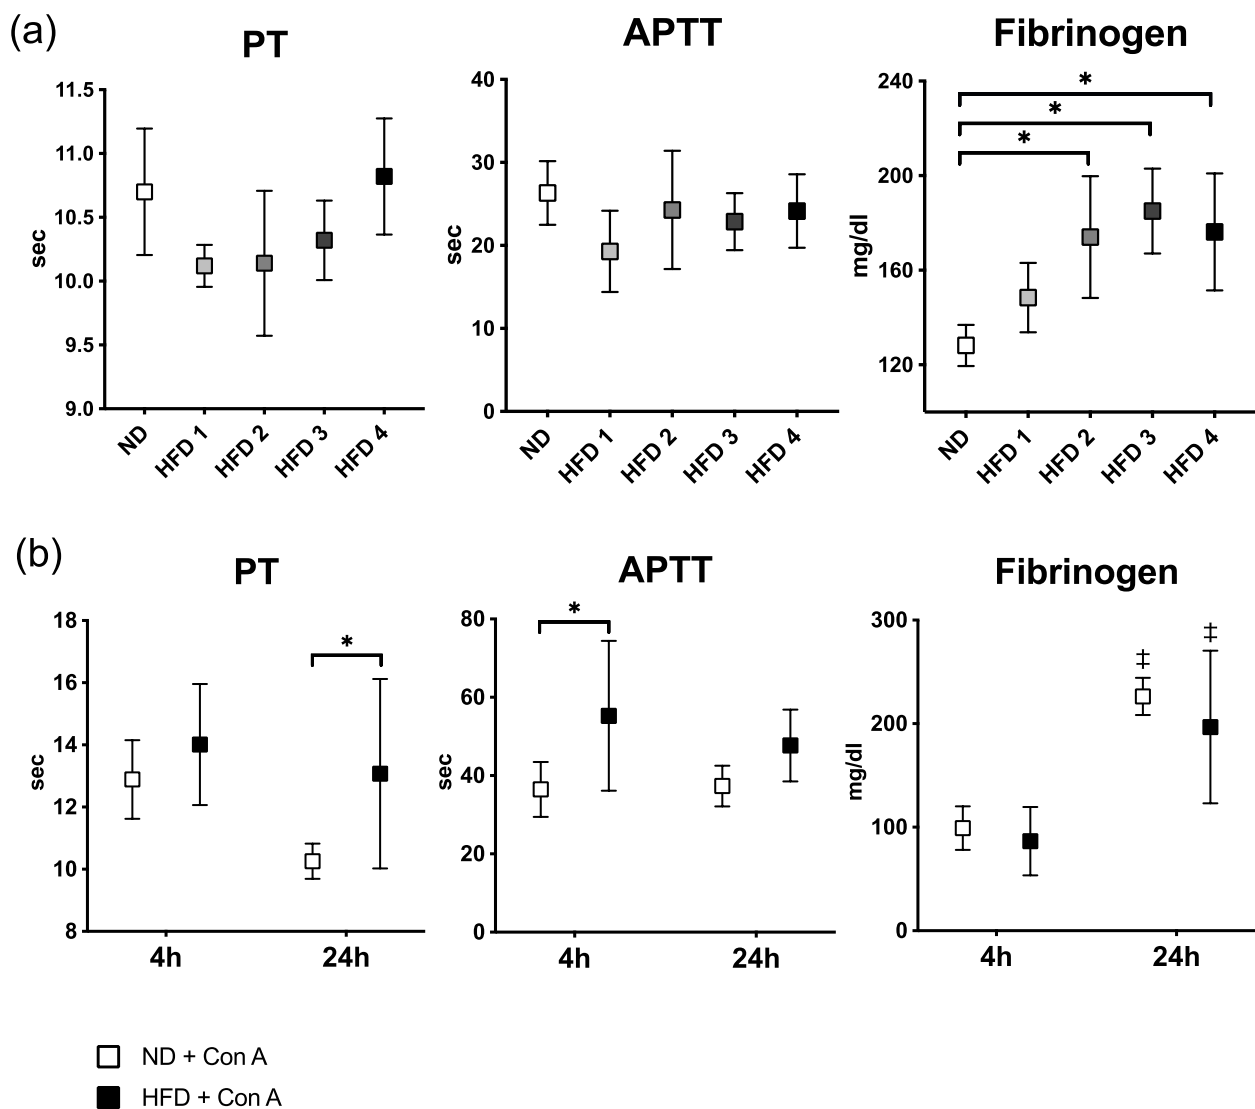 (a)
PT
11.5
11.0
10.5
10.0
9.5
9.0
sec
ND
HFD 1
HFD 2
HFD 3
HFD 4
APTT
40
30
20
10
0
sec
ND
HFD 1
HFD 2
HFD 3
HFD 4
Fibrinogen
240
200
160
120
mg/dl
*
*
*
ND
HFD 1
HFD 2
HFD 3
HFD 4
(b)
PT
18
16
14
12
10
8
sec
*
4h
24h
APTT
80
60
40
20
0
sec
*
4h
24h
Fibrinogen
300
200
100
0
mg/dl
‡
‡
4h
24h
ND + Con A
HFD + Con A